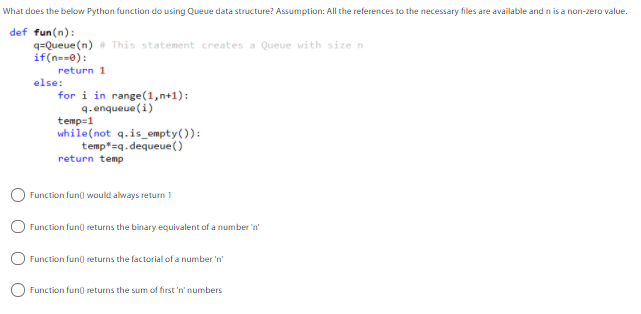 What does the below Python function do using Queue data structure? Assumption: All the references to the necessary files are available and n is a non-zero value.
def fun(n):
    q=Queue(n) # This statement creates a Queue with size n
    if(n==0):
        return 1
    else:
        for i in range(1,n+1):
            q.enqueue(i)
        temp=1
        while(not q.is_empty()):
            temp*=q.dequeue()
        return temp
Function fun() would always return 1
Function fun() returns the binary equivalent of a number 'n'
Function fun() returns the factorial of a number 'n'
Function fun() returns the sum of first 'n' numbers